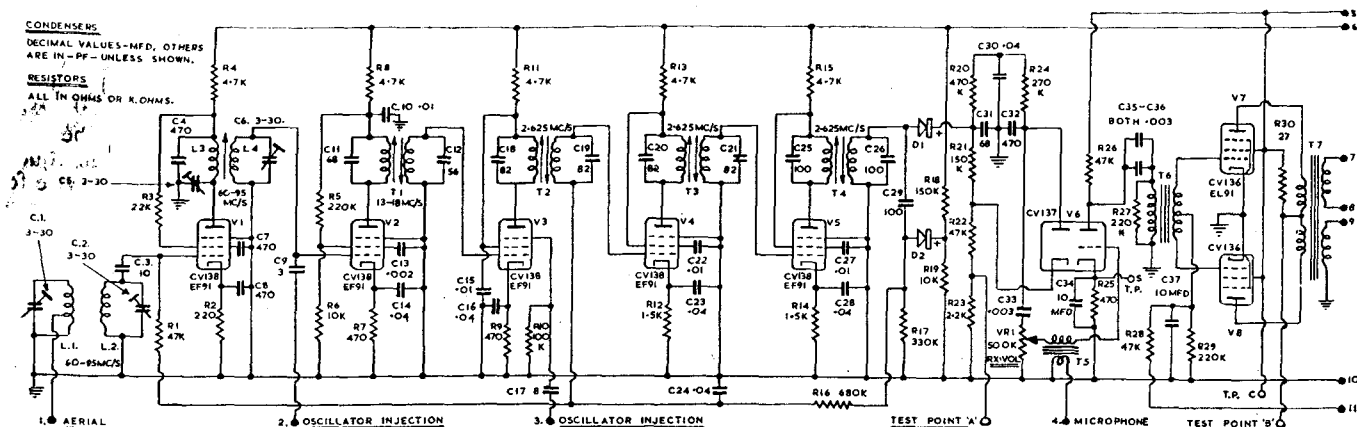 CONDENSERS
DECIMAL VALUES-MFD, OTHERS
ARE IN-PF-UNLESS SHOWN.
RESISTORS
ALL IN OHMS OR K.OHMS.
R4
4·7K
R8
4·7K
R11
4·7K
R13
4·7K
R15
4·7K
C4
470
C6. 3-30.
L3
L4
C5. 3-30
60-95
MC/S
R3
22K
C.1.
3-30
C.2.
3-30
C.3.
10
L.1.
L.2.
60-95MC/S
R1
47K
V1
CV138
EF91
R2
220
C7
470
C8
470
C9
3
C.10 ·01
C11
68
C12
56
T1
13-18MC/S
R5
220K
V2
CV138
EF91
R6
10K
R7
470
C13
·002
C14
·04
2·625MC/S
C18
82
C19
82
T2
V3
CV138
EF91
C15
·01
C16
·04
R9
470
R10
100
K
C17 8
2·625MC/S
C20
82
C21
82
T3
V4
CV138
EF91
C22
·01
C23
·04
R12
1·5K
C24 ·04
2·625MC/S
C25
100
C26
100
T4
V5
CV138
EF91
C27
·01
C28
·04
R14
1·5K
R16 680K
C29
100
D1
D2
R18
150K
R19
10K
R17
330K
R20
470
K
C30 ·04
R24
270
K
C31
68
C32
470
R21
150
K
R22
47K
R23
2·2K
CV137
V6
C33
·003
VR1
500K
RX·VOL
C34
10
MFD
R25
470
T5
5.
T.P.
R26
47K
C35-C36
BOTH ·003
R27
220
K
T6
C37
10MFD
R28
47K
R29
220K
V7
CV136
EL91
CV136
EL91
V8
R30
27
T7
T.P. C
5
6
7
8
9
10
11
1. AERIAL
2. OSCILLATOR INJECTION
3. OSCILLATOR INJECTION
TEST POINT 'A'
4. MICROPHONE
TEST POINT 'B'